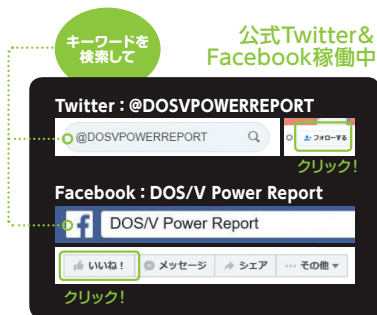 キーワードを
検索して
公式Twitter&
Facebook稼働中
Twitter：@DOSVPOWERREPORT
@DOSVPOWERREPORT
フォローする
クリック！
Facebook：DOS/V Power Report
f DOS/V Power Report
いいね！ メッセージ シェア … その他▼
クリック！